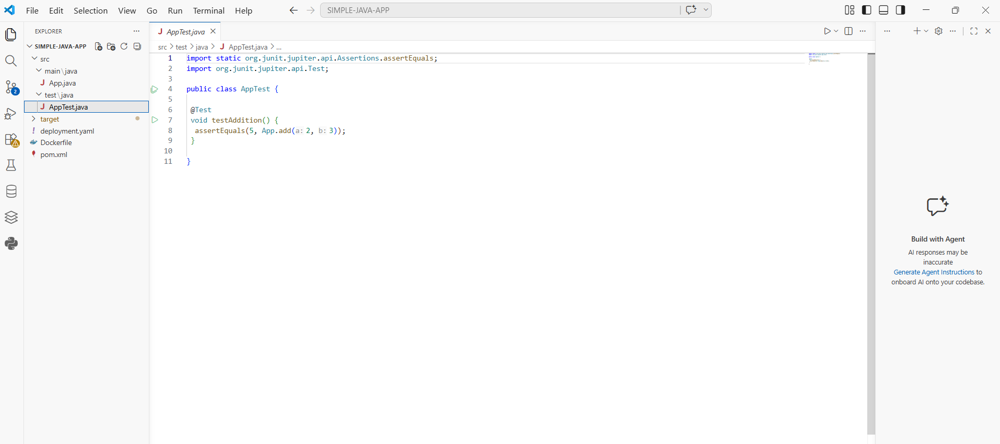 File Edit Selection View Go Run Terminal Help
SIMPLE-JAVA-APP
EXPLORER
SIMPLE-JAVA-APP
src
main\java
J App.java
test\java
J AppTest.java
target
! deployment.yaml
Dockerfile
pom.xml
2
J AppTest.java
src > test > java > J AppTest.java > ...
1 import static org.junit.jupiter.api.Assertions.assertEquals;
2 import org.junit.jupiter.api.Test;
3
4 public class AppTest {
5
6 @Test
7 void testAddition() {
8 assertEquals(5, App.add(a: 2, b: 3));
9 }
10
11 }
Build with Agent
AI responses may be
inaccurate
Generate Agent Instructions to
onboard AI onto your codebase.